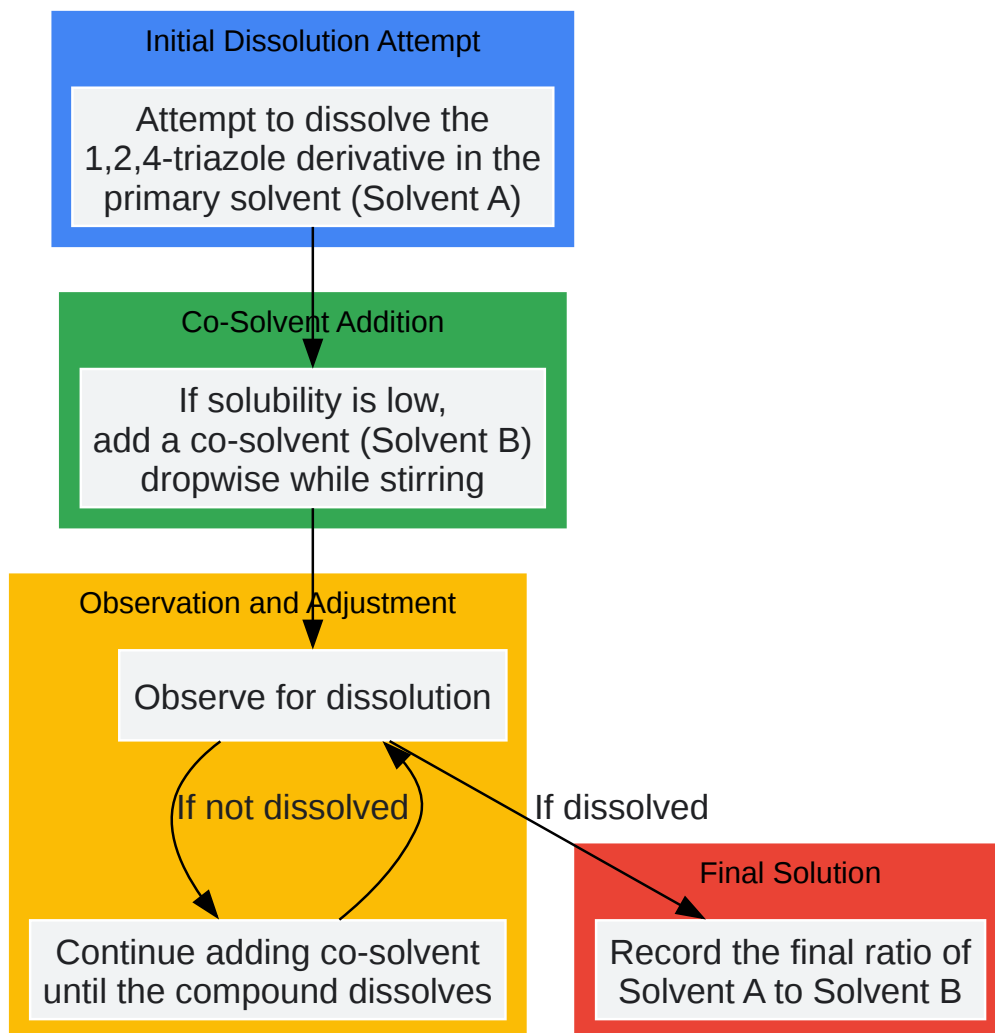 Initial Dissolution Attempt
Attempt to dissolve the
1,2,4-triazole derivative in the
primary solvent (Solvent A)
Co-Solvent Addition
If solubility is low,
add a co-solvent (Solvent B)
dropwise while stirring
Observation and Adjustment
Observe for dissolution
If not dissolved
If dissolved
Continue adding co-solvent
until the compound dissolves
Final Solution
Record the final ratio of
Solvent A to Solvent B